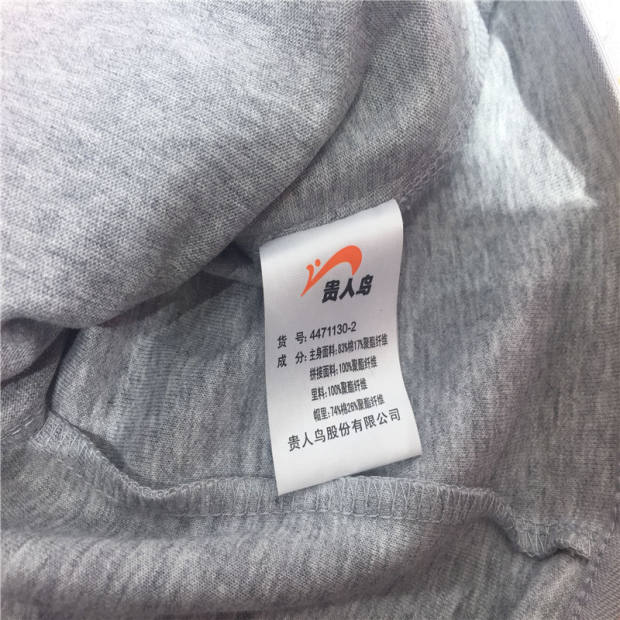 贵人鸟
货 号: 4471130-2
成 分: 主身面料: 83%棉17%聚酯纤维
拼接面料: 100%聚酯纤维
里料: 100%聚酯纤维
帽里: 74%棉26%聚酯纤维
贵人鸟股份有限公司